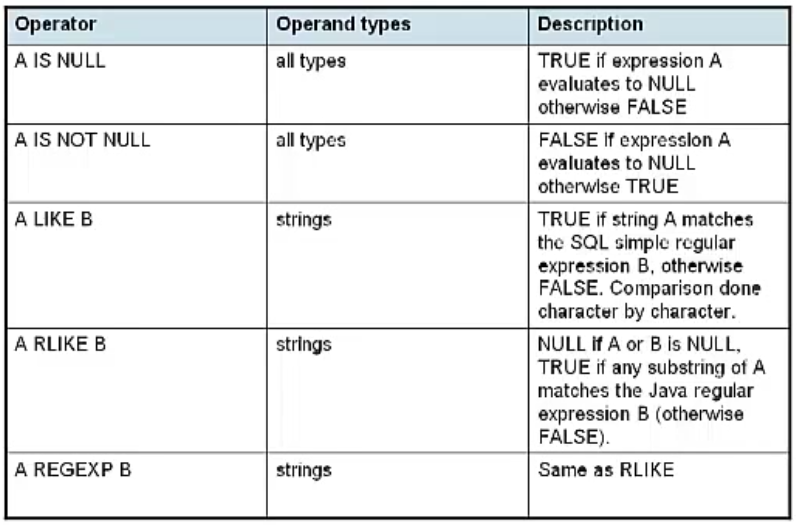 Operator Operand types Description
A IS NULL all types TRUE if expression A
evaluates to NULL
otherwise FALSE
A IS NOT NULL all types FALSE if expression A
evaluates to NULL
otherwise TRUE
A LIKE B strings TRUE if string A matches
the SQL simple regular
expression B, otherwise
FALSE. Comparison done
character by character.
A RLIKE B strings NULL if A or B is NULL,
TRUE if any substring of A
matches the Java regular
expression B (otherwise
FALSE).
A REGEXP B strings Same as RLIKE